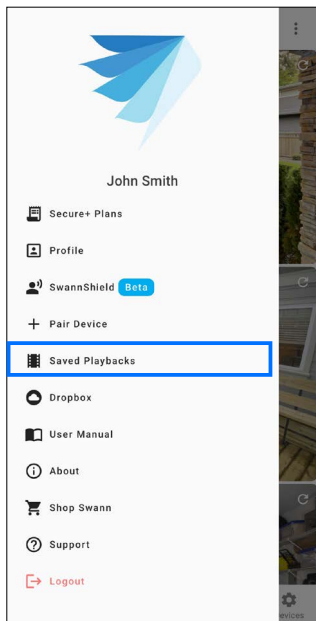 John Smith
Secure+ Plans
Profile
SwannShield Beta
Pair Device
Saved Playbacks
Dropbox
User Manual
About
Shop Swann
Support
Logout